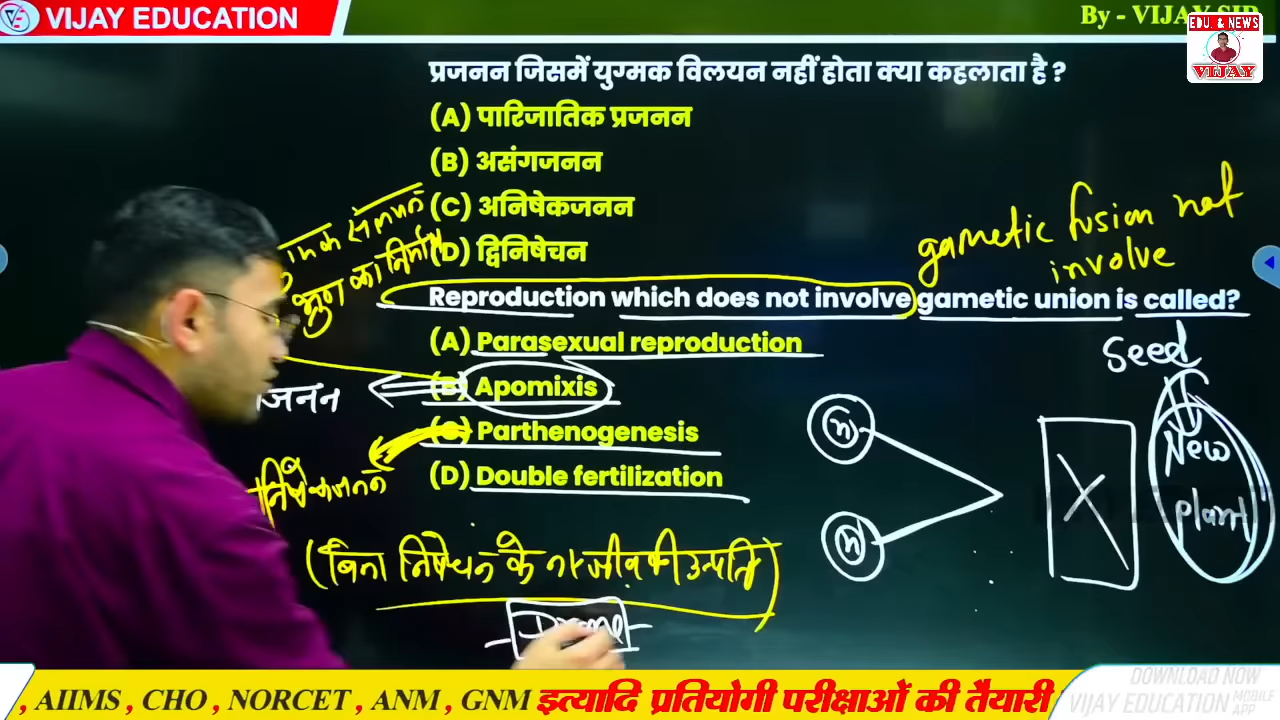 VIJAY EDUCATION
By - VIJAY SIR
EDU. & NEWS
VIJAY
प्रजनन जिसमें युग्मक विलयन नहीं होता क्या कहलाता है ?
(A) पारिजातिक प्रजनन
(B) असंगजनन
(C) अनिषेकजनन
(D) द्विनिषेचन
भ्रुण का निर्माण
gametic fusion not
involve
Reproduction which does not involve gametic union is called?
(A) Parasexual reproduction
(B) Apomixis
(C) Parthenogenesis
(D) Double fertilization
Seed
New
plant
n
n
X
जनन
(बिना निषेचन के नर जीव की उत्पति)
, AIIMS , CHO , NORCET , ANM , GNM इत्यादि प्रतियोगी परीक्षाओं की तैयारी
DOWNLOAD NOW
VIJAY EDUCATION MOBILE APP